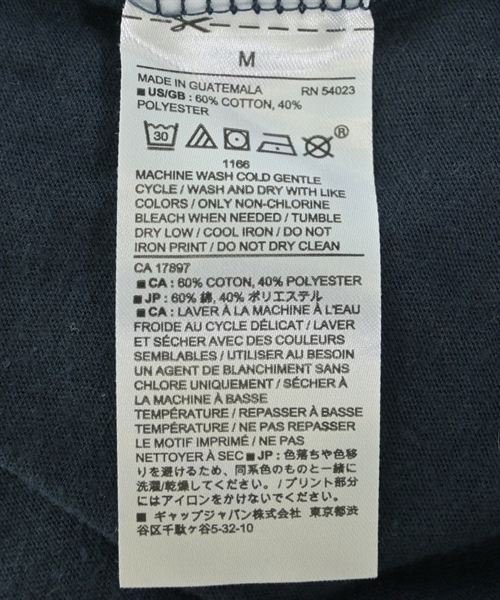 M
MADE IN GUATEMALA RN 54023
■ US/GB : 60% COTTON, 40%
POLYESTER
30 ®
1166
MACHINE WASH COLD GENTLE
CYCLE / WASH AND DRY WITH LIKE
COLORS / ONLY NON-CHLORINE
BLEACH WHEN NEEDED / TUMBLE
DRY LOW / COOL IRON / DO NOT
IRON PRINT / DO NOT DRY CLEAN
CA 17897
■ CA : 60% COTON, 40% POLYESTER
■ JP : 60% 綿, 40% ポリエステル
■ CA : LAVER À LA MACHINE À L'EAU
FROIDE AU CYCLE DÉLICAT / LAVER
ET SÉCHER AVEC DES COULEURS
SEMBLABLES / UTILISER AU BESOIN
UN AGENT DE BLANCHIMENT SANS
CHLORE UNIQUEMENT / SÉCHER À
LA MACHINE À BASSE
TEMPÉRATURE / REPASSER À BASSE
TEMPÉRATURE / NE PAS REPASSER
LE MOTIF IMPRIMÉ / NE PAS
NETTOYER À SEC ■ JP : 色落ちや色移
りを避けるため、同系色のものと一緒に
洗濯/乾燥してください。/ プリント部分
にはアイロンをかけないでください。/
■ ギャップジャパン株式会社 東京都渋
谷区千駄ヶ谷5-32-10